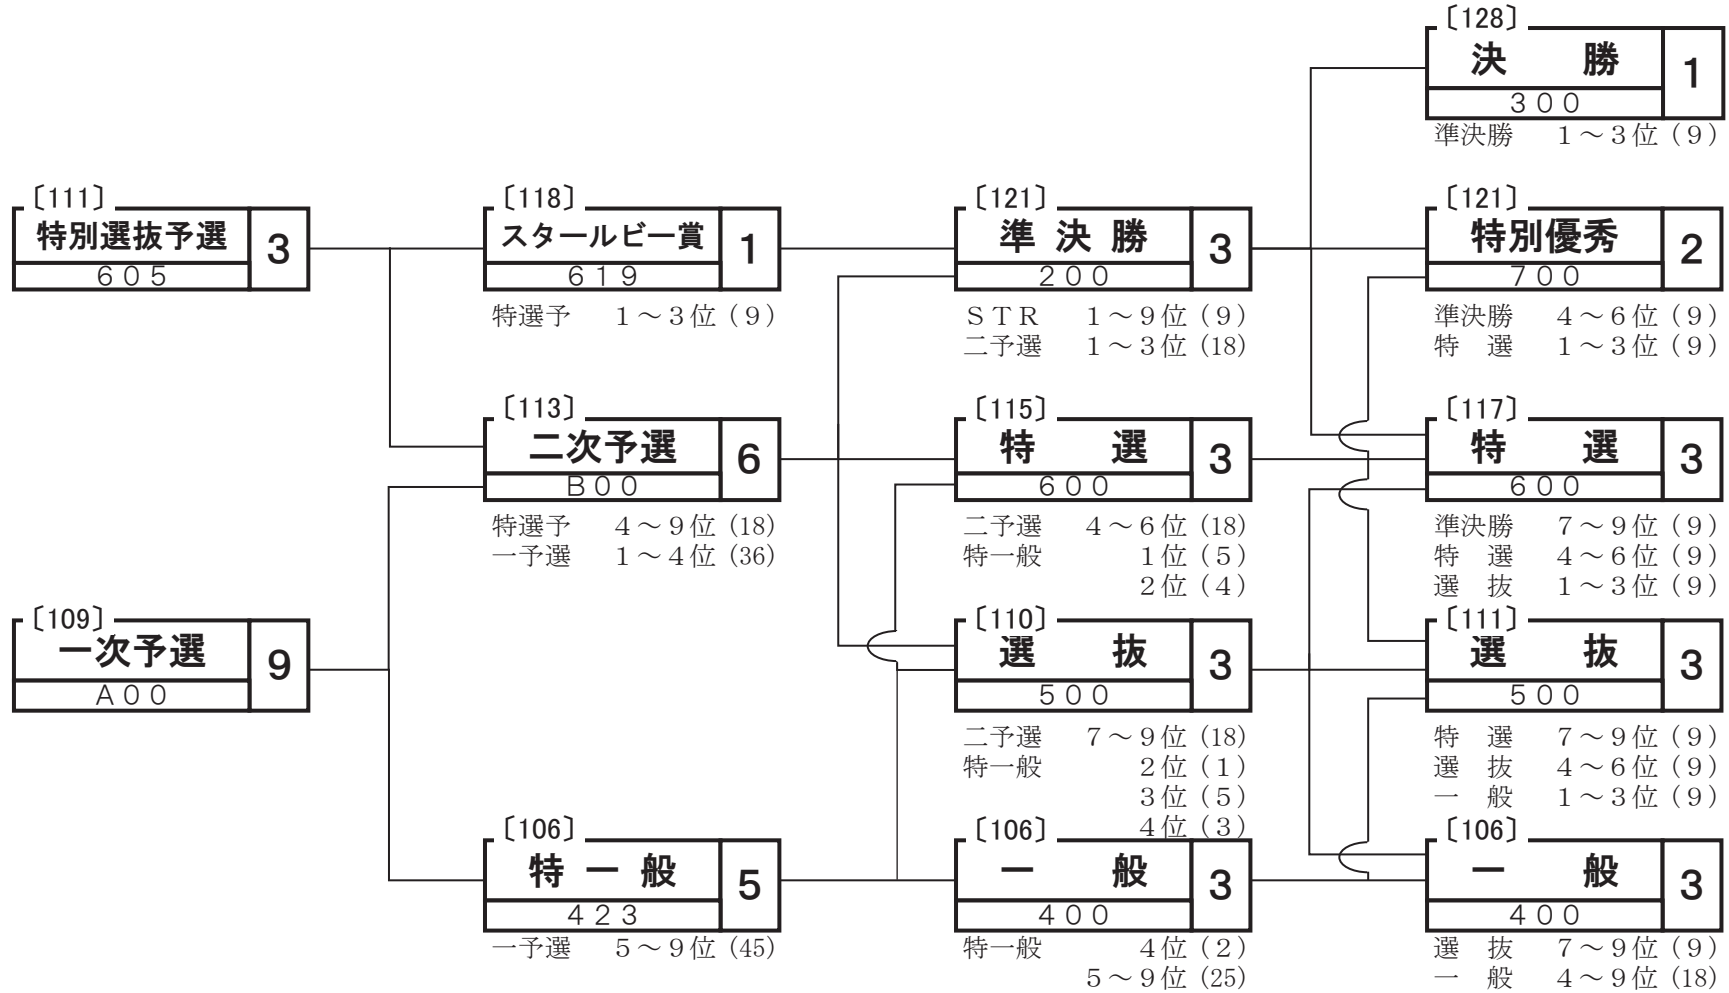 〔111〕
特別選抜予選 3
605
〔109〕
一次予選 9
A00
〔118〕
スタールビー賞 1
619
特選予 1～3位(9)
〔113〕
二次予選 6
B00
特選予 4～9位(18)
一予選 1～4位(36)
〔106〕
特一般 5
423
一予選 5～9位(45)
〔121〕
準決勝 3
200
STR 1～9位(9)
二予選 1～3位(18)
〔115〕
特選 3
600
二予選 4～6位(18)
特一般 1位(5)
2位(4)
〔110〕
選抜 3
500
二予選 7～9位(18)
特一般 2位(1)
3位(5)
4位(3)
〔106〕
一般 3
400
特一般 4位(2)
5～9位(25)
〔128〕
決勝 1
300
準決勝 1～3位(9)
〔121〕
特別優秀 2
700
準決勝 4～6位(9)
特選 1～3位(9)
〔117〕
特選 3
600
準決勝 7～9位(9)
特選 4～6位(9)
選抜 1～3位(9)
〔111〕
選抜 3
500
特選 7～9位(9)
選抜 4～6位(9)
一般 1～3位(9)
〔106〕
一般 3
400
選抜 7～9位(9)
一般 4～9位(18)